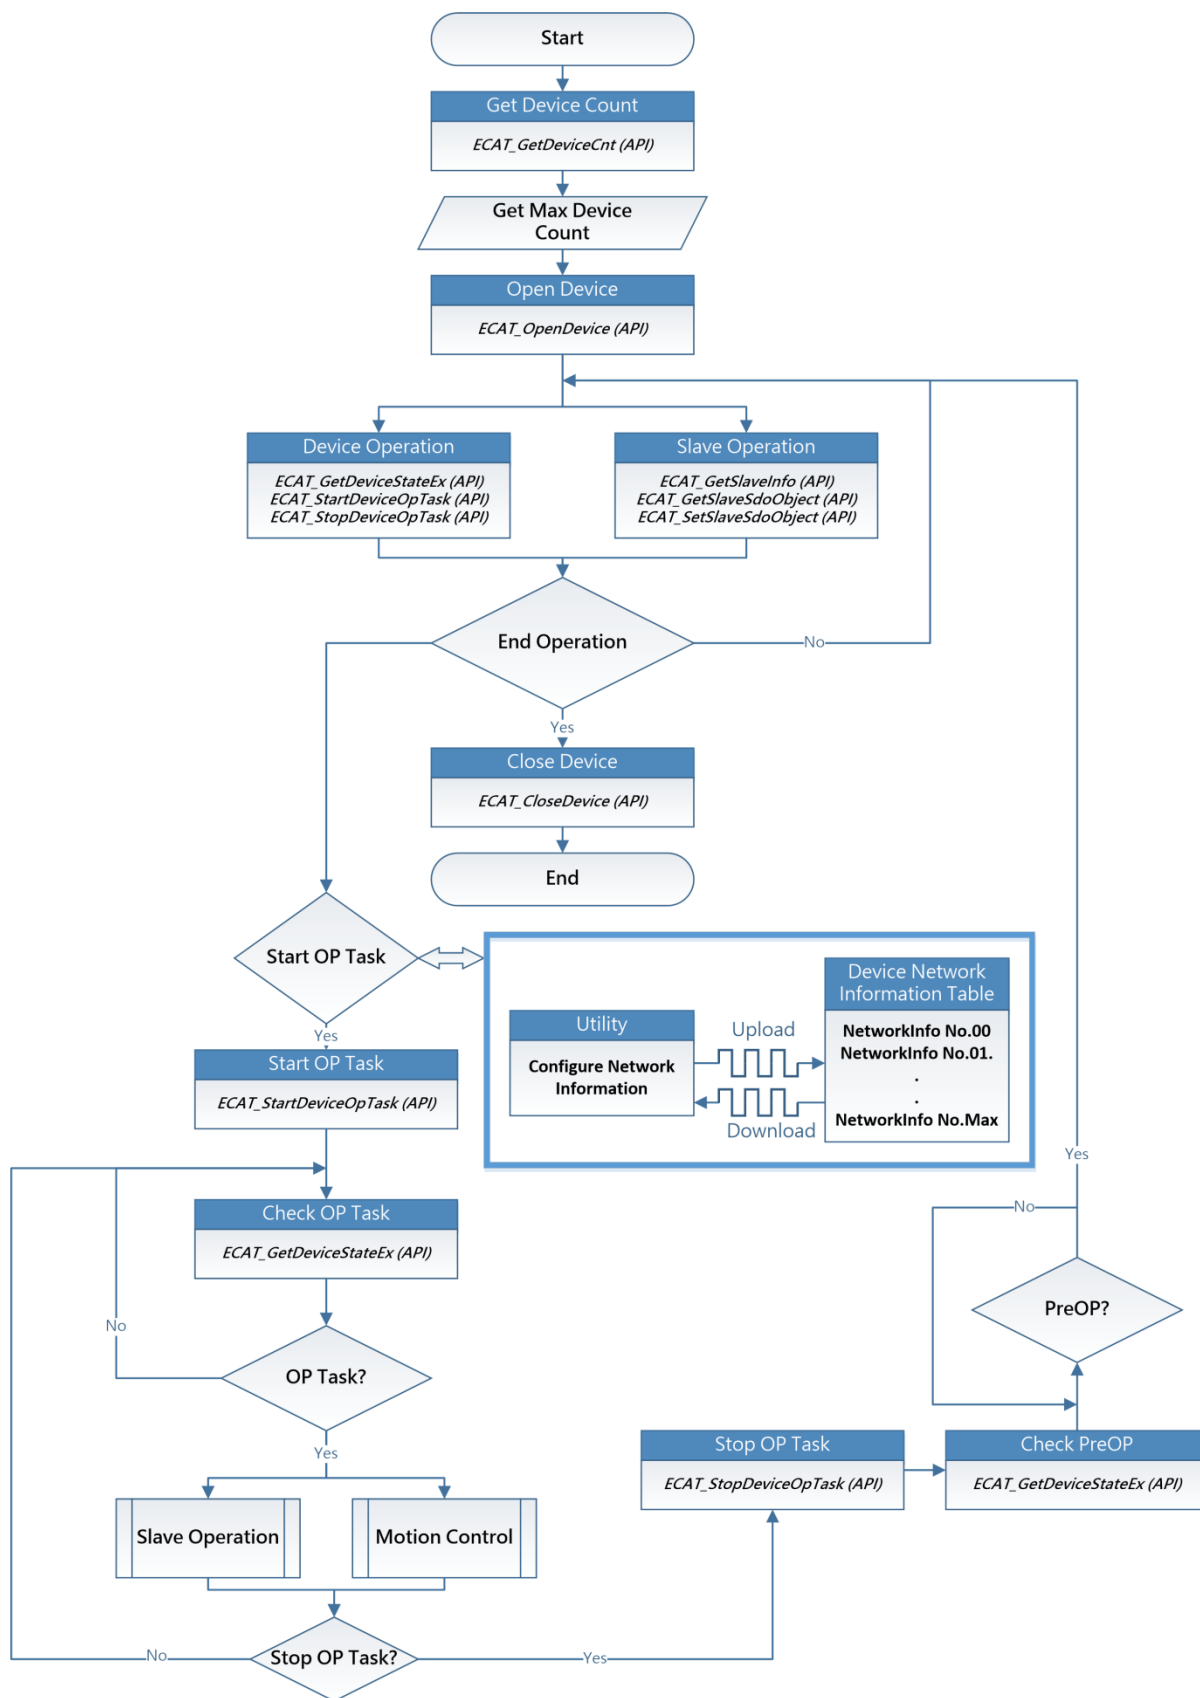 Start
Get Device Count
ECAT_GetDeviceCnt (API)
Get Max Device
Count
Open Device
ECAT_OpenDevice (API)
Device Operation
ECAT_GetDeviceStateEx (API)
ECAT_StartDeviceOpTask (API)
ECAT_StopDeviceOpTask (API)
Slave Operation
ECAT_GetSlaveInfo (API)
ECAT_GetSlaveSdoObject (API)
ECAT_SetSlaveSdoObject (API)
End Operation
No
Yes
Close Device
ECAT_CloseDevice (API)
End
Start OP Task
Yes
Utility
Configure Network
Information
Upload
Download
Device Network
Information Table
NetworkInfo No.00
NetworkInfo No.01.
.
.
NetworkInfo No.Max
Start OP Task
ECAT_StartDeviceOpTask (API)
Check OP Task
ECAT_GetDeviceStateEx (API)
No
OP Task?
Yes
Slave Operation
Motion Control
No
Stop OP Task?
Yes
Stop OP Task
ECAT_StopDeviceOpTask (API)
Check PreOP
ECAT_GetDeviceStateEx (API)
PreOP?
No
Yes